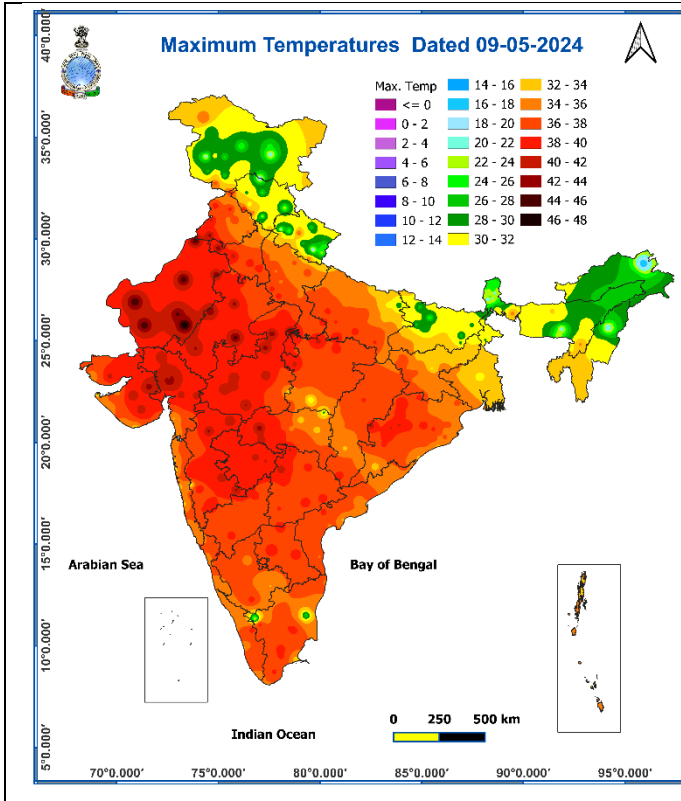 Maximum Temperatures Dated 09-05-2024
Max. Temp
<= 0
0 - 2
2 - 4
4 - 6
6 - 8
8 - 10
10 - 12
12 - 14
14 - 16
16 - 18
18 - 20
20 - 22
22 - 24
24 - 26
26 - 28
28 - 30
30 - 32
32 - 34
34 - 36
36 - 38
38 - 40
40 - 42
42 - 44
44 - 46
46 - 48
40°0.000'
35°0.000'
30°0.000'
25°0.000'
20°0.000'
15°0.000'
10°0.000'
5°0.000'
Arabian Sea
Bay of Bengal
Indian Ocean
0 250 500 km
70°0.000' 75°0.000' 80°0.000' 85°0.000' 90°0.000' 95°0.000'